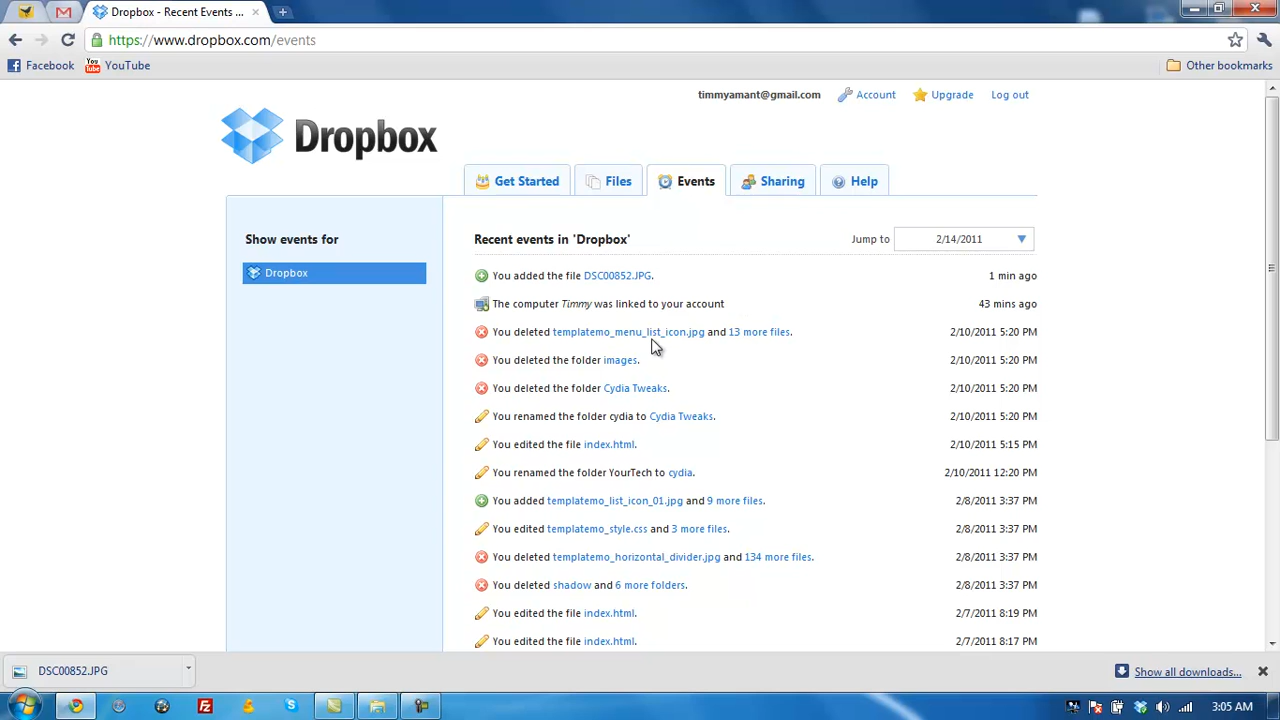 Dropbox - Recent Events ...
https://www.dropbox.com/events
Facebook YouTube Other bookmarks
timmyamant@gmail.com Account Upgrade Log out
Dropbox
Get Started Files Events Sharing Help
Show events for
Dropbox
Recent events in 'Dropbox' Jump to 2/14/2011
You added the file DSC00852.JPG. 1 min ago
The computer Timmy was linked to your account 43 mins ago
You deleted templatemo_menu_list_icon.jpg and 13 more files. 2/10/2011 5:20 PM
You deleted the folder images. 2/10/2011 5:20 PM
You deleted the folder Cydia Tweaks. 2/10/2011 5:20 PM
You renamed the folder cydia to Cydia Tweaks. 2/10/2011 5:20 PM
You edited the file index.html. 2/10/2011 5:15 PM
You renamed the folder YourTech to cydia. 2/10/2011 12:20 PM
You added templatemo_list_icon_01.jpg and 9 more files. 2/8/2011 3:37 PM
You edited templatemo_style.css and 3 more files. 2/8/2011 3:37 PM
You deleted templatemo_horizontal_divider.jpg and 134 more files. 2/8/2011 3:37 PM
You deleted shadow and 6 more folders. 2/8/2011 3:37 PM
You edited the file index.html. 2/7/2011 8:19 PM
You edited the file index.html. 2/7/2011 8:17 PM
DSC00852.JPG Show all downloads...
3:05 AM